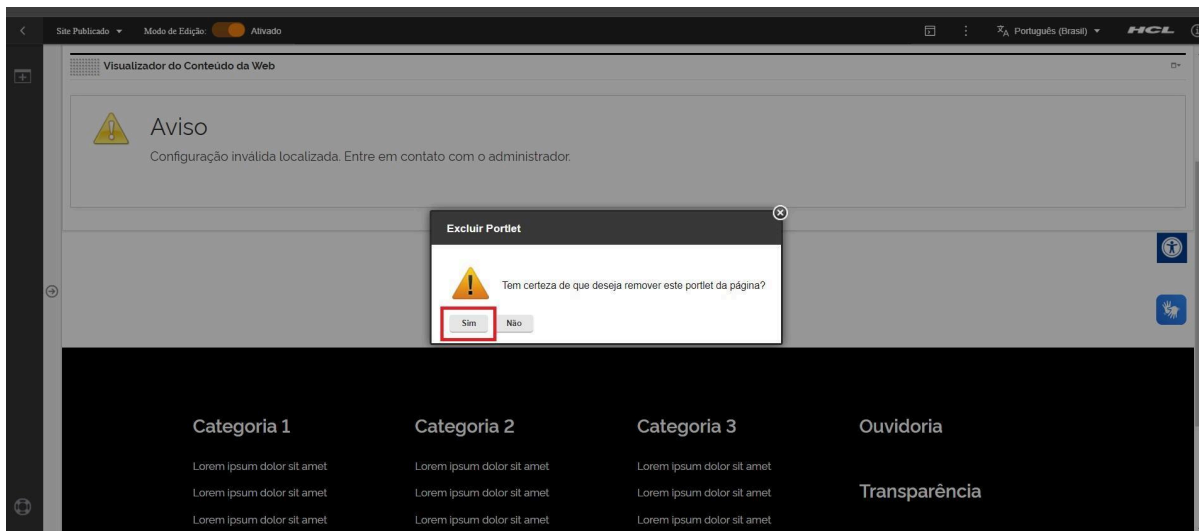 Site Publicado
Modo de Edição:
Ativado
Português (Brasil)
HCL
Visualizador do Conteúdo da Web
Aviso
Configuração inválida localizada. Entre em contato com o administrador.
Excluir Portlet
Tem certeza de que deseja remover este portlet da página?
Sim
Não
Categoria 1
Categoria 2
Categoria 3
Ouvidoria
Lorem ipsum dolor sit amet
Lorem ipsum dolor sit amet
Lorem ipsum dolor sit amet
Lorem ipsum dolor sit amet
Lorem ipsum dolor sit amet
Lorem ipsum dolor sit amet
Transparência
Lorem ipsum dolor sit amet
Lorem ipsum dolor sit amet
Lorem ipsum dolor sit amet